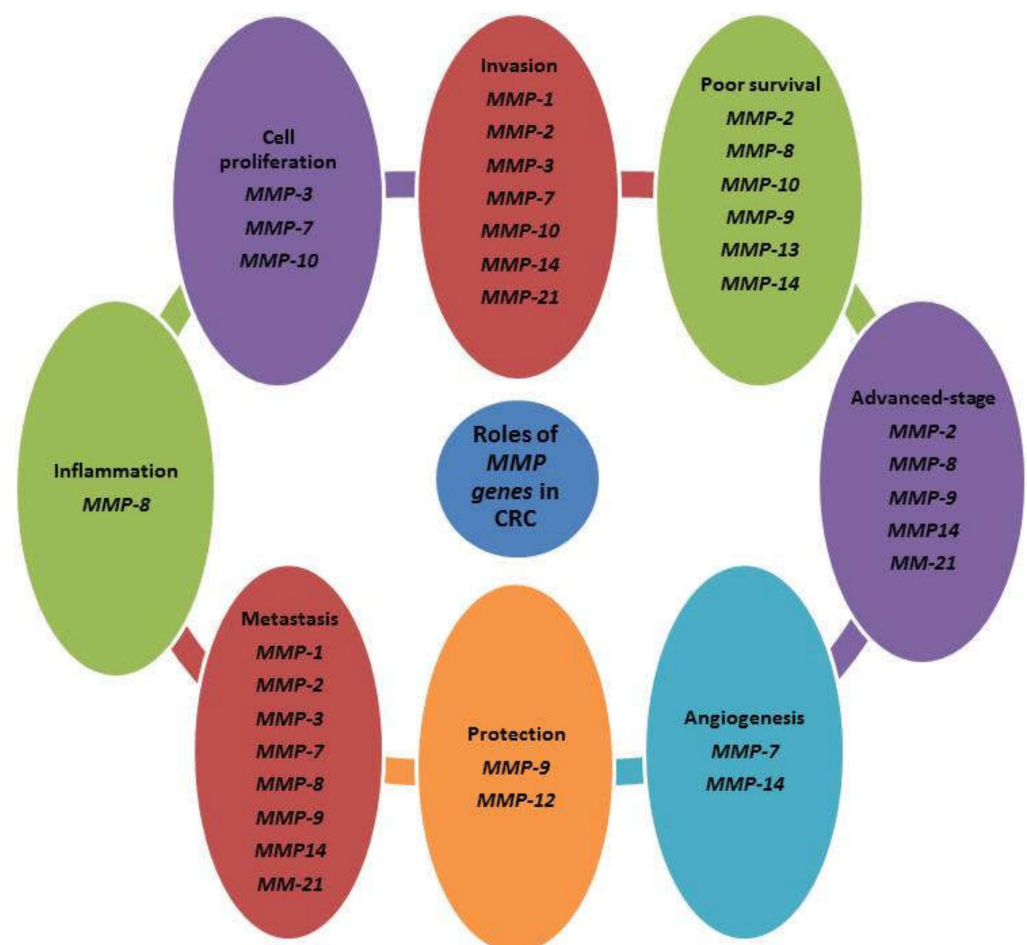 Invasion
MMP-1
MMP-2
MMP-3
MMP-7
MMP-10
MMP-14
MMP-21
Poor survival
MMP-2
MMP-8
MMP-10
MMP-9
MMP-13
MMP-14
Advanced-stage
MMP-2
MMP-8
MMP-9
MMP14
MM-21
Angiogenesis
MMP-7
MMP-14
Protection
MMP-9
MMP-12
Metastasis
MMP-1
MMP-2
MMP-3
MMP-7
MMP-8
MMP-9
MMP14
MM-21
Inflammation
MMP-8
Cell
proliferation
MMP-3
MMP-7
MMP-10
Roles of
MMP
genes in
CRC